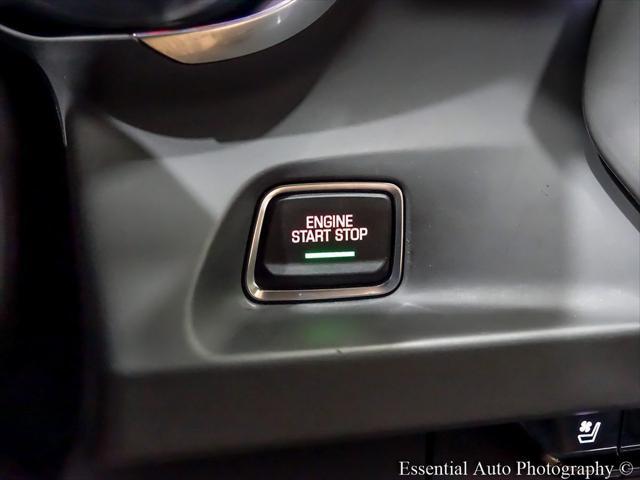 ENGINE
START STOP
Essential Auto Photography ©